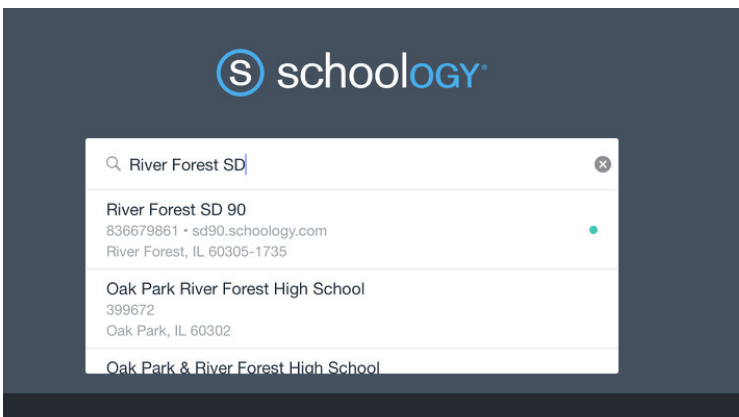 S schoology®
River Forest SD
River Forest SD 90
836679861 • sd90.schoology.com
River Forest, IL 60305-1735
Oak Park River Forest High School
399672
Oak Park, IL 60302
Oak Park & River Forest High School